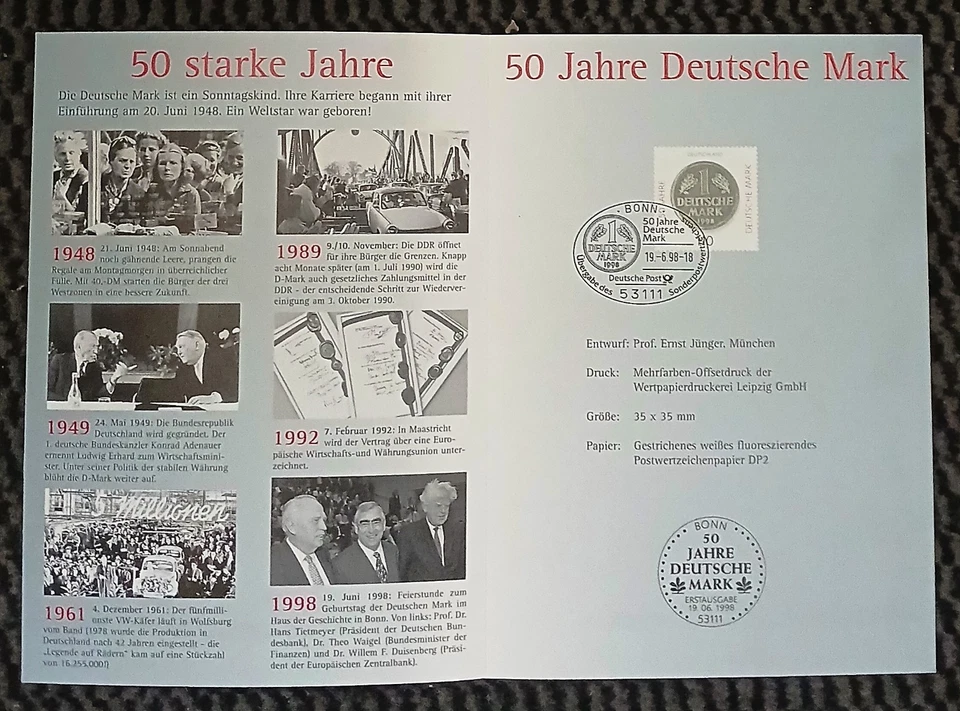 50 starke Jahre
Die Deutsche Mark ist ein Sonntagskind. Ihre Karriere begann mit ihrer
Einführung am 20. Juni 1948. Ein Weltstar war geboren!
1948 21. Juni 1948: Am Sonnabend
noch gähnende Leere, prangen die
Regale am Montagmorgen in überreichlicher
Fülle. Mit 40,-DM starten die Bürger der drei
Westzonen in eine bessere Zukunft.
1949 24. Mai 1949: Die Bundesrepublik
Deutschland wird gegründet. Der
1. deutsche Bundeskanzler Konrad Adenauer
ernennt Ludwig Erhard zum Wirtschaftsmini-
ster. Unter seiner Politik der stabilen Währung
blüht die D-Mark weiter auf.
5 Millionen
1961 4. Dezember 1961: Der fünfmilli-
onste VW-Käfer läuft in Wolfsburg
vom Band (1978 wurde die Produktion in
Deutschland nach 42 Jahren eingestellt - die
„Legende auf Rädern" kam auf eine Stückzahl
von 16.255.000!)
1989 9./10. November: Die DDR öffnet
für ihre Bürger die Grenzen. Knapp
acht Monate später (am 1. Juli 1990) wird die
D-Mark auch gesetzliches Zahlungsmittel in der
DDR - der entscheidende Schritt zur Wiederver-
einigung am 3. Oktober 1990.
1992 7. Februar 1992: In Maastricht
wird der Vertrag über eine Euro-
päische Wirtschafts-und Währungsunion unter-
zeichnet.
1998 19. Juni 1998: Feierstunde zum
Geburtstag der Deutschen Mark im
Haus der Geschichte in Bonn. Von links: Prof. Dr.
Hans Tietmeyer (Präsident der Deutschen Bun-
desbank), Dr. Theo Waigel (Bundesminister der
Finanzen) und Dr. Willem F. Duisenberg (Präsi-
dent der Europäischen Zentralbank).
50 Jahre Deutsche Mark
DEUTSCHLAND
JAHRE
1
DEUTSCHE
MARK
1998
DEUTSCHE MARK
BONN
50 Jahre
Deutsche
Mark
1
DEUTSCHE
MARK
1998
19.-6.98-18
Deutsche Post
Übergabe des Sonderpostwertzeichens
53111
Entwurf: Prof. Ernst Jünger, München
Druck: Mehrfarben-Offsetdruck der
Wertpapierdruckerei Leipzig GmbH
Größe: 35 x 35 mm
Papier: Gestrichenes weißes fluoreszierendes
Postwertzeichenpapier DP2
BONN
50
JAHRE
DEUTSCHE
MARK
ERSTAUSGABE
19.06.1998
53111